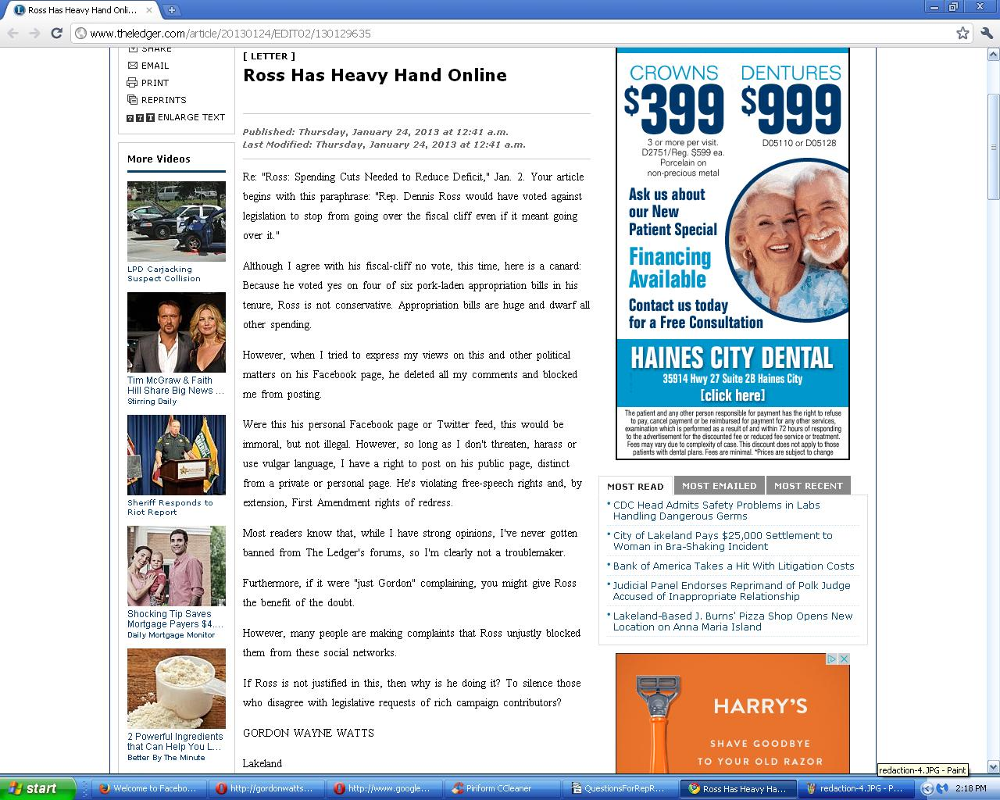 Ross Has Heavy Hand Onli...
www.theledger.com/article/20130124/EDIT02/130129635
SHARE
EMAIL
PRINT
REPRINTS
T T T ENLARGE TEXT
More Videos
LPD Carjacking
Suspect Collision
Tim McGraw & Faith
Hill Share Big News ...
Stirring Daily
Sheriff Responds to
Riot Report
Shocking Tip Saves
Mortgage Payers $4....
Daily Mortgage Monitor
2 Powerful Ingredients
that Can Help You L...
Better By The Minute
[ LETTER ]
Ross Has Heavy Hand Online
Published: Thursday, January 24, 2013 at 12:41 a.m.
Last Modified: Thursday, January 24, 2013 at 12:41 a.m.
Re: "Ross: Spending Cuts Needed to Reduce Deficit," Jan. 2. Your article
begins with this paraphrase: "Rep. Dennis Ross would have voted against
legislation to stop from going over the fiscal cliff even if it meant going
over it."
Although I agree with his fiscal-cliff no vote, this time, here is a canard:
Because he voted yes on four of six pork-laden appropriation bills in his
tenure, Ross is not conservative. Appropriation bills are huge and dwarf all
other spending.
However, when I tried to express my views on this and other political
matters on his Facebook page, he deleted all my comments and blocked
me from posting.
Were this his personal Facebook page or Twitter feed, this would be
immoral, but not illegal. However, so long as I don't threaten, harass or
use vulgar language, I have a right to post on his public page, distinct
from a private or personal page. He's violating free-speech rights and, by
extension, First Amendment rights of redress.
Most readers know that, while I have strong opinions, I've never gotten
banned from The Ledger's forums, so I'm clearly not a troublemaker.
Furthermore, if it were "just Gordon" complaining, you might give Ross
the benefit of the doubt.
However, many people are making complaints that Ross unjustly blocked
them from these social networks.
If Ross is not justified in this, then why is he doing it? To silence those
who disagree with legislative requests of rich campaign contributors?
GORDON WAYNE WATTS
Lakeland
CROWNS DENTURES
$399 $999
3 or more per visit.
D2751/Reg. $599 ea.
Porcelain on
non-precious metal
D05110 or D05128
Ask us about
our New
Patient Special
Financing
Available
Contact us today
for a Free Consultation
HAINES CITY DENTAL
35914 Hwy 27 Suite 2B Haines City
[click here]
The patient and any other person responsible for payment has the right to refuse
to pay, cancel payment or be reimbursed for payment for any other services,
examination which is performed as a result of and within 72 hours of responding
to the advertisement for the discounted fee or reduced fee service or treatment.
Fees may vary due to complexity of case. This discount does not apply to those
patients with dental plans. Fees are minimal. *Prices are subject to change
MOST READ MOST EMAILED MOST RECENT
• CDC Head Admits Safety Problems in Labs
Handling Dangerous Germs
• City of Lakeland Pays $25,000 Settlement to
Woman in Bra-Shaking Incident
• Bank of America Takes a Hit With Litigation Costs
• Judicial Panel Endorses Reprimand of Polk Judge
Accused of Inappropriate Relationship
• Lakeland-Based J. Burns' Pizza Shop Opens New
Location on Anna Maria Island
HARRY'S
SHAVE GOODBYE
TO YOUR OLD RAZOR
redaction-4.JPG - Paint
start
Welcome to Facebo...
http://gordonwatts....
http://www.google....
Piriform CCleaner
QuestionsForRepR...
Ross Has Heavy Ha...
redaction-4.JPG - P...
2:18 PM